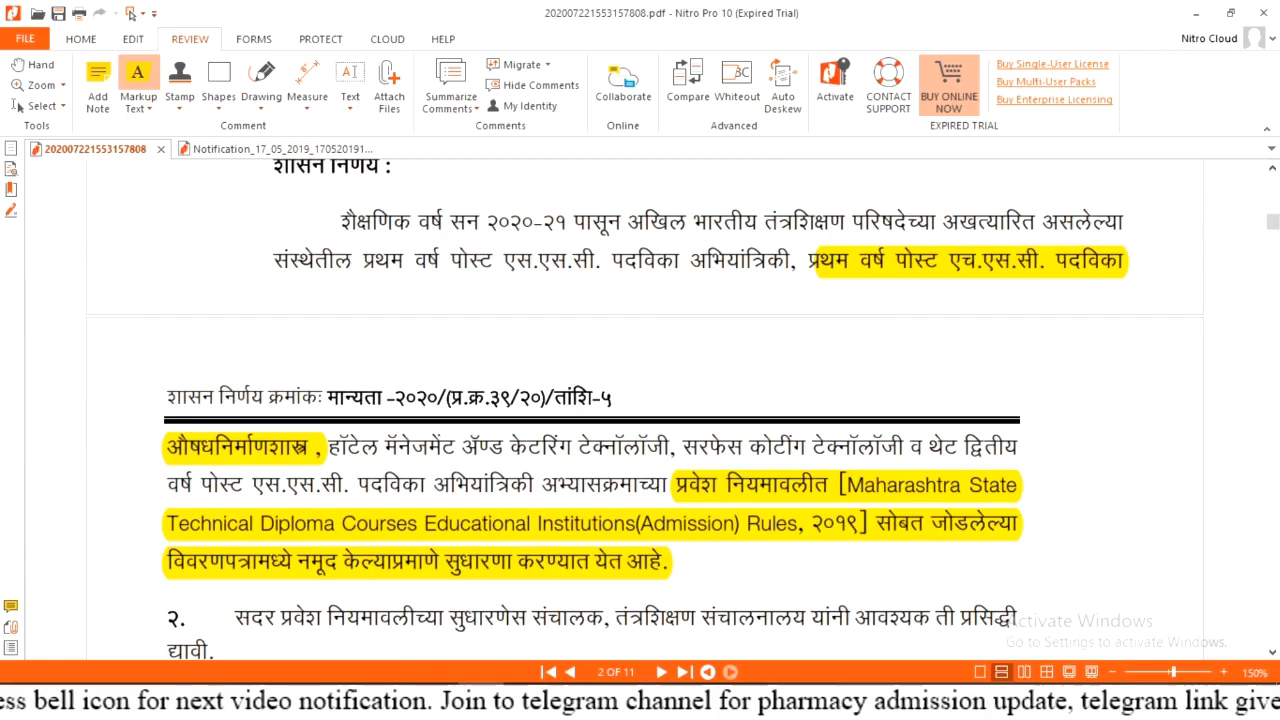 202007221553157808.pdf - Nitro Pro 10 (Expired Trial)
FILE HOME EDIT REVIEW FORMS PROTECT CLOUD HELP Nitro Cloud
Hand
Zoom
Select
Tools
Add Note
Markup Text
Stamp
Shapes
Drawing
Measure
Text
Attach Files
Comment
Summarize Comments
Migrate
Hide Comments
My Identity
Comments
Collaborate
Online
Compare
Whiteout
Auto Deskew
Advanced
Activate
CONTACT SUPPORT
BUY ONLINE NOW
Buy Single-User License
Buy Multi-User Packs
Buy Enterprise Licensing
EXPIRED TRIAL
202007221553157808 Notification_17_05_2019_170520191...
शासन निर्णय :
शैक्षणिक वर्ष सन २०२०-२१ पासून अखिल भारतीय तंत्रशिक्षण परिषदेच्या अखत्यारित असलेल्या
संस्थेतील प्रथम वर्ष पोस्ट एस.एस.सी. पदविका अभियांत्रिकी, प्रथम वर्ष पोस्ट एच.एस.सी. पदविका
शासन निर्णय क्रमांकः मान्यता -२०२०/(प्र.क्र.३९/२०)/तांशि-५
औषधनिर्माणशास्त्र , हॉटेल मॅनेजमेंट ॲण्ड केटरिंग टेक्नॉलॉजी, सरफेस कोटींग टेक्नॉलॉजी व थेट द्वितीय
वर्ष पोस्ट एस.एस.सी. पदविका अभियांत्रिकी अभ्यासक्रमाच्या प्रवेश नियमावलीत [Maharashtra State
Technical Diploma Courses Educational Institutions(Admission) Rules, २०१९] सोबत जोडलेल्या
विवरणपत्रामध्ये नमूद केल्याप्रमाणे सुधारणा करण्यात येत आहे.
२. सदर प्रवेश नियमावलीच्या सुधारणेस संचालक, तंत्रशिक्षण संचालनालय यांनी आवश्यक ती प्रसिद्धी
द्यावी.
Activate Windows
Go to Settings to activate Windows.
2 OF 11
150%
ess bell icon for next video notification. Join to telegram channel for pharmacy admission update, telegram link give